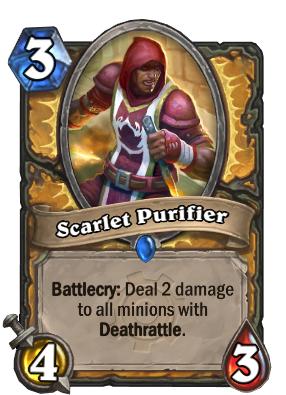 3
Scarlet Purifier
Battlecry: Deal 2 damage
to all minions with
Deathrattle.
4
3